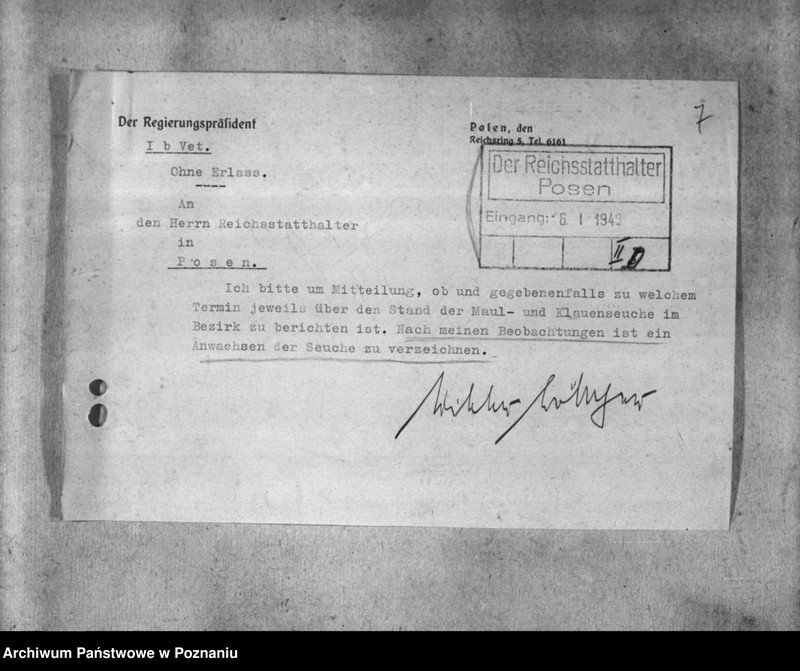 7
Der Regierungspräsident
I b Vet.
Ohne Erlass.
An
den Herrn Reichsstatthalter
in
P o s e n.
Posen, den
Reichsring 5, Tel. 6161
Der Reichsstatthalter
Posen
Eingang: 6. I 194
II
Ich bitte um Mitteilung, ob und gegebenenfalls zu welchem
Termin jeweils über den Stand der Maul- und Klauenseuche im
Bezirk zu berichten ist. Nach meinen Beobachtungen ist ein
Anwachsen der Seuche zu verzeichnen.
Archiwum Państwowe w Poznaniu